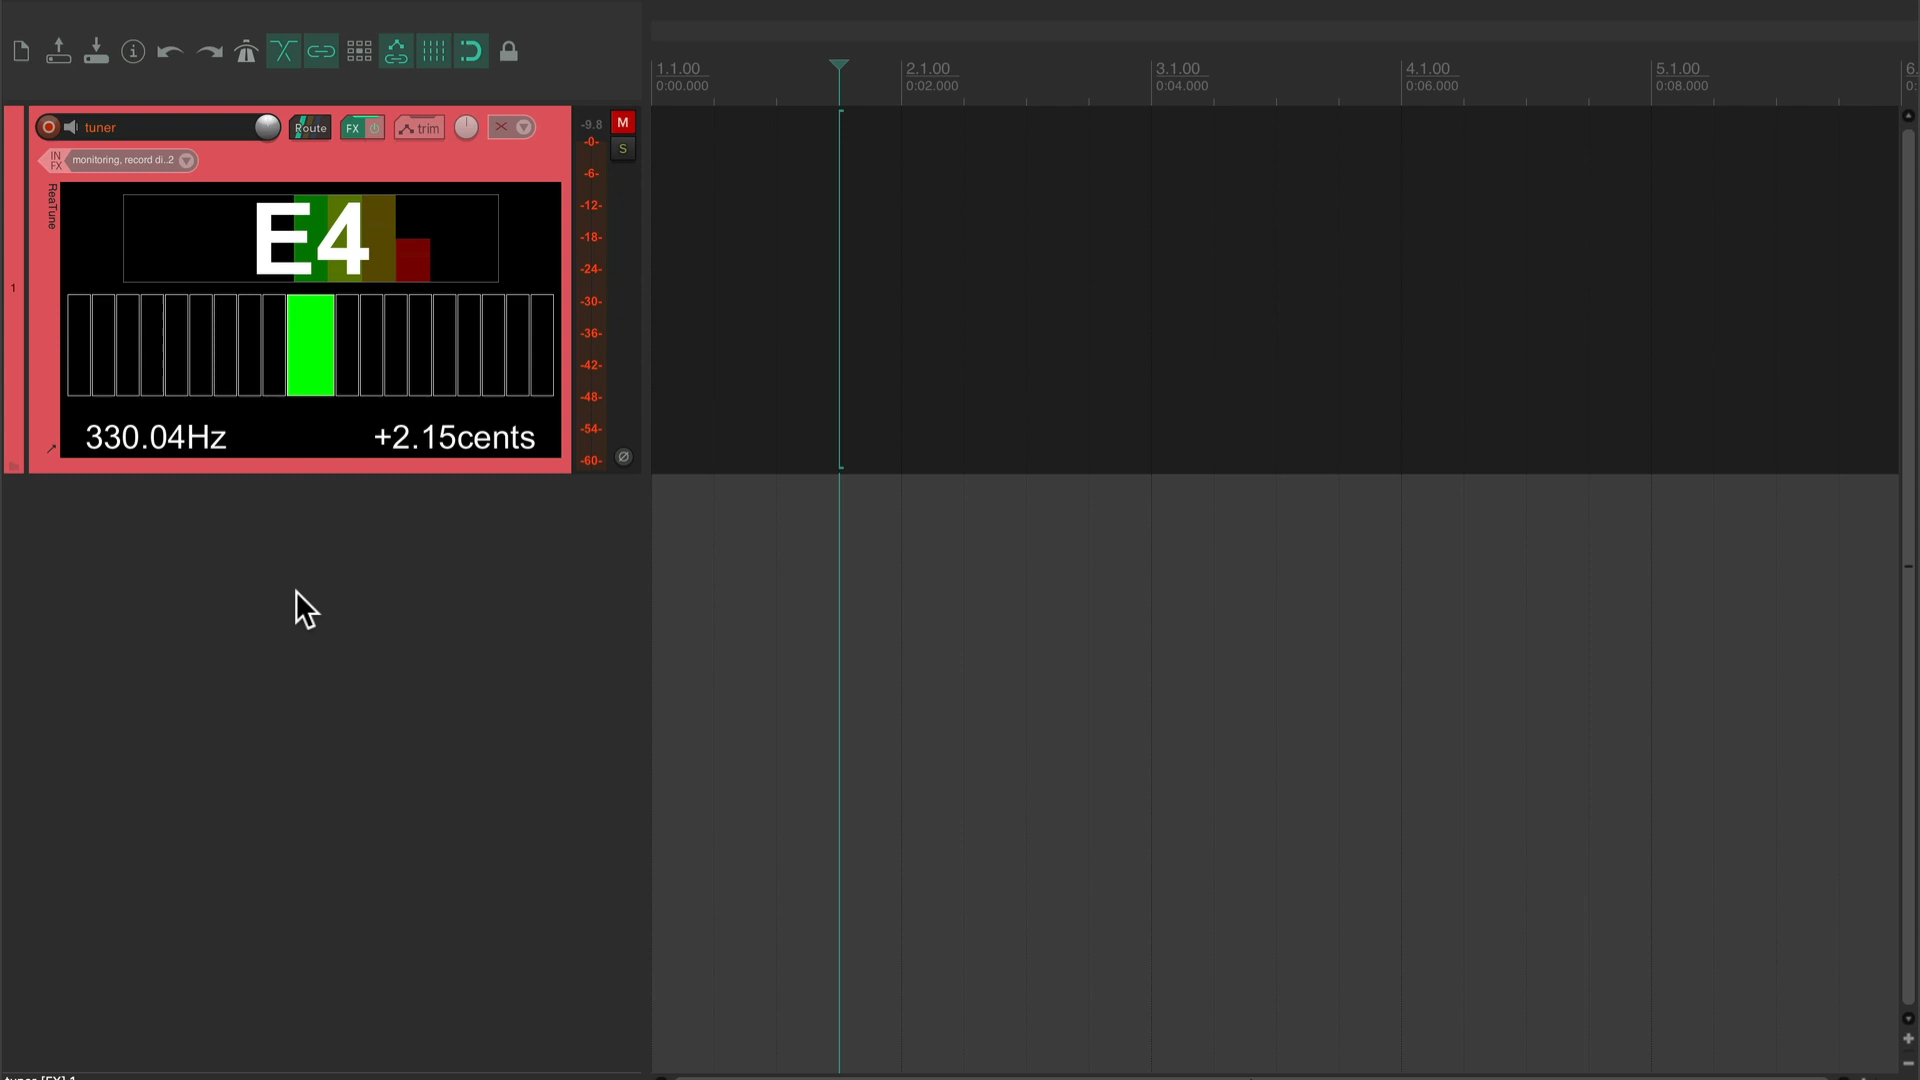 1.1.00 2.1.00 3.1.00 4.1.00 5.1.00 6.
0:00.000 0:02.000 0:04.000 0:06.000 0:08.000 0:
tuner Route FX trim -9.8 M
-0-
S
IN FX monitoring, record di..2
-6-
ReaTune
E4
-12-
-18-
-24-
1
-30-
-36-
-42-
-48-
330.04Hz +2.15cents
-54-
-60-